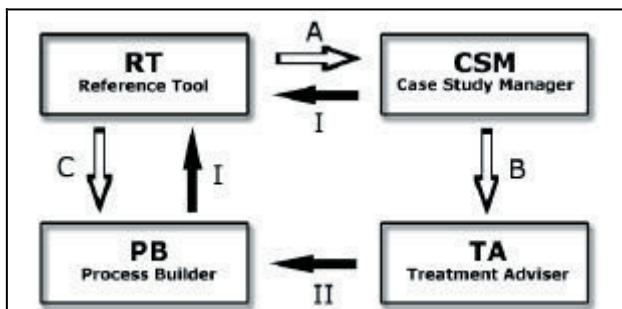 RT
Reference Tool
A
CSM
Case Study Manager
I
C
I
B
PB
Process Builder
II
TA
Treatment Adviser